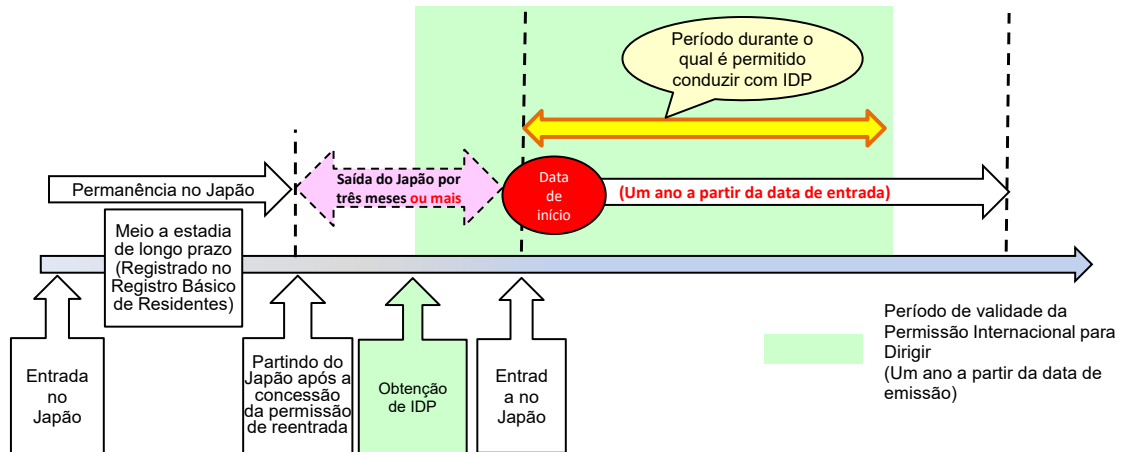 Período durante o
qual é permitido
conduzir com IDP
Permanência no Japão
Saída do Japão por
três meses ou mais
Data
de
início
(Um ano a partir da data de entrada)
Meio a estadia
de longo prazo
(Registrado no
Registro Básico
de Residentes)
Entrada
no
Japão
Partindo do
Japão após a
concessão
da permissão
de reentrada
Obtenção
de IDP
Entrad
a no
Japão
Período de validade da
Permissão Internacional para
Dirigir
(Um ano a partir da data de
emissão)